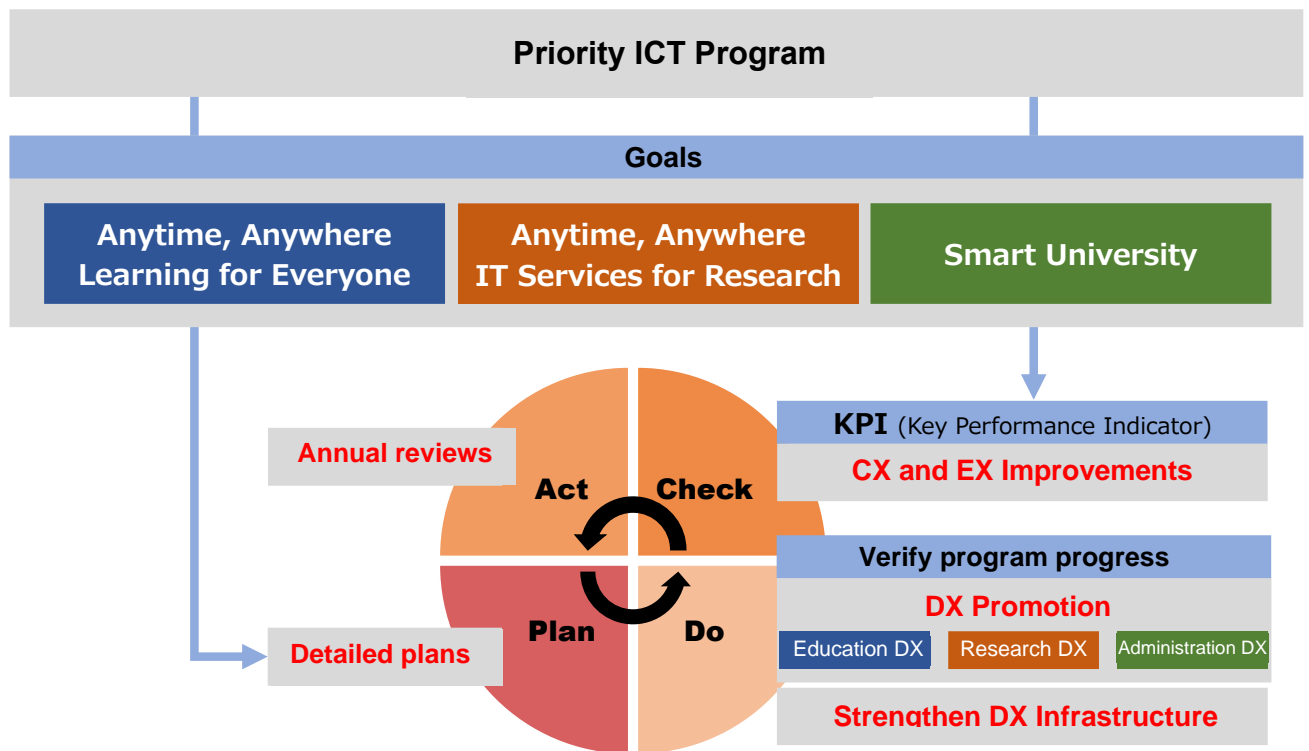 Priority ICT Program
Goals
Anytime, Anywhere
Learning for Everyone
Anytime, Anywhere
IT Services for Research
Smart University
Annual reviews
Act
Check
Plan
Do
Detailed plans
KPI (Key Performance Indicator)
CX and EX Improvements
Verify program progress
DX Promotion
Education DX
Research DX
Administration DX
Strengthen DX Infrastructure